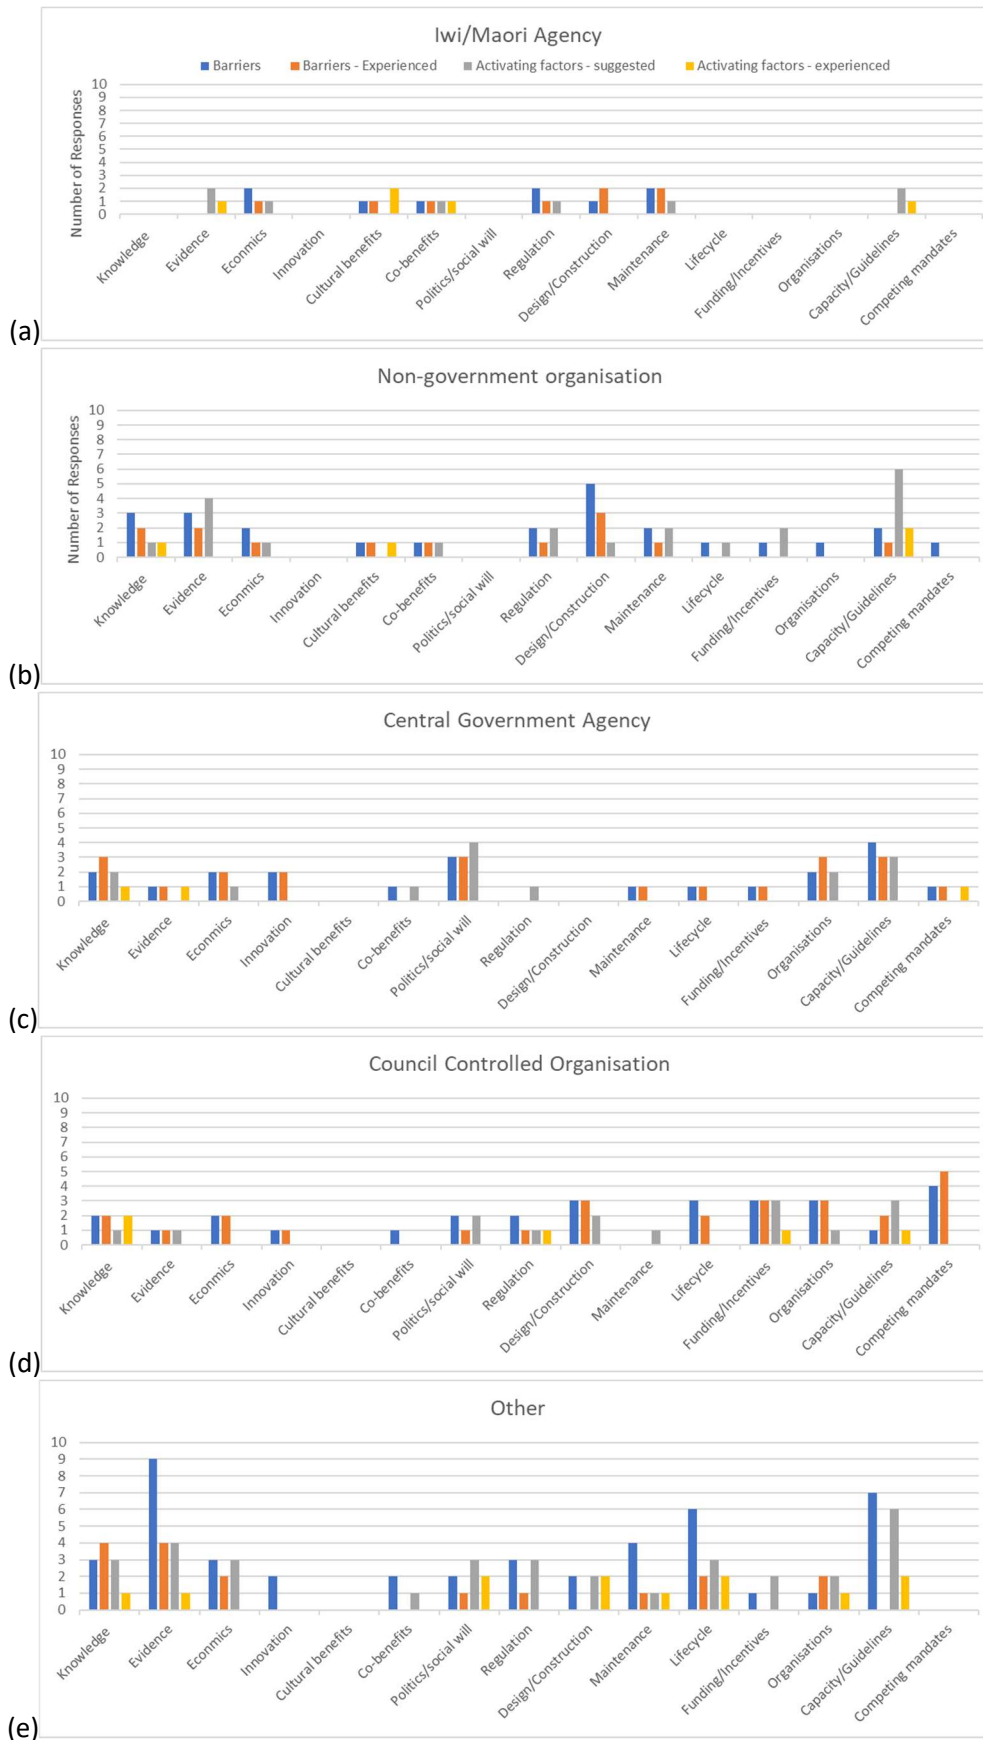 Iwi/Maori Agency
Barriers Barriers - Experienced Activating factors - suggested Activating factors - experienced
Number of Responses
10
9
8
7
6
5
4
3
2
1
0
Knowledge
Evidence
Econmics
Innovation
Cultural benefits
Co-benefits
Politics/social will
Regulation
Design/Construction
Maintenance
Lifecycle
Funding/Incentives
Organisations
Capacity/Guidelines
Competing mandates
(a)
Non-government organisation
Number of Responses
10
9
8
7
6
5
4
3
2
1
0
Knowledge
Evidence
Econmics
Innovation
Cultural benefits
Co-benefits
Politics/social will
Regulation
Design/Construction
Maintenance
Lifecycle
Funding/Incentives
Organisations
Capacity/Guidelines
Competing mandates
(b)
Central Government Agency
10
9
8
7
6
5
4
3
2
1
0
Knowledge
Evidence
Econmics
Innovation
Cultural benefits
Co-benefits
Politics/social will
Regulation
Design/Construction
Maintenance
Lifecycle
Funding/Incentives
Organisations
Capacity/Guidelines
Competing mandates
(c)
Council Controlled Organisation
10
9
8
7
6
5
4
3
2
1
0
Knowledge
Evidence
Econmics
Innovation
Cultural benefits
Co-benefits
Politics/social will
Regulation
Design/Construction
Maintenance
Lifecycle
Funding/Incentives
Organisations
Capacity/Guidelines
Competing mandates
(d)
Other
10
9
8
7
6
5
4
3
2
1
0
Knowledge
Evidence
Econmics
Innovation
Cultural benefits
Co-benefits
Politics/social will
Regulation
Design/Construction
Maintenance
Lifecycle
Funding/Incentives
Organisations
Capacity/Guidelines
Competing mandates
(e)